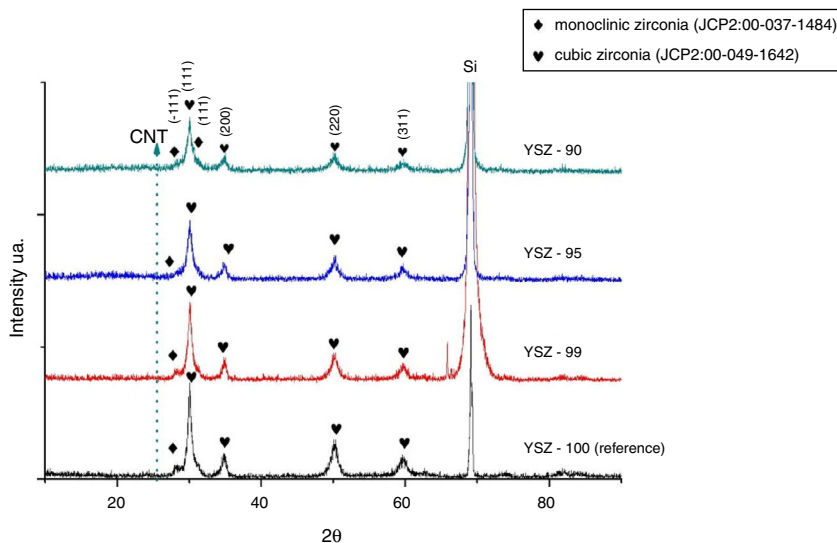 ♦ monoclinic zirconia (JCP2:00-037-1484)
♥ cubic zirconia (JCP2:00-049-1642)
Si
(-111)
(111)
(111)
(200)
(220)
(311)
CNT
YSZ - 90
YSZ - 95
YSZ - 99
YSZ - 100 (reference)
Intensity ua.
20 40 60 80
2θ